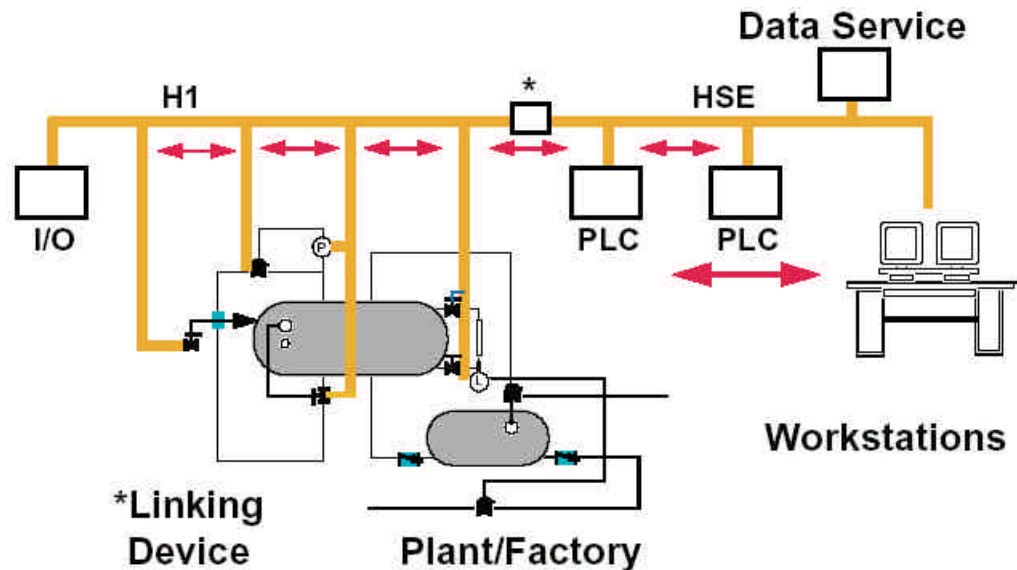 Data Service
H1
*
HSE
I/O
PLC
PLC
P
L
Workstations
*Linking
Device
Plant/Factory